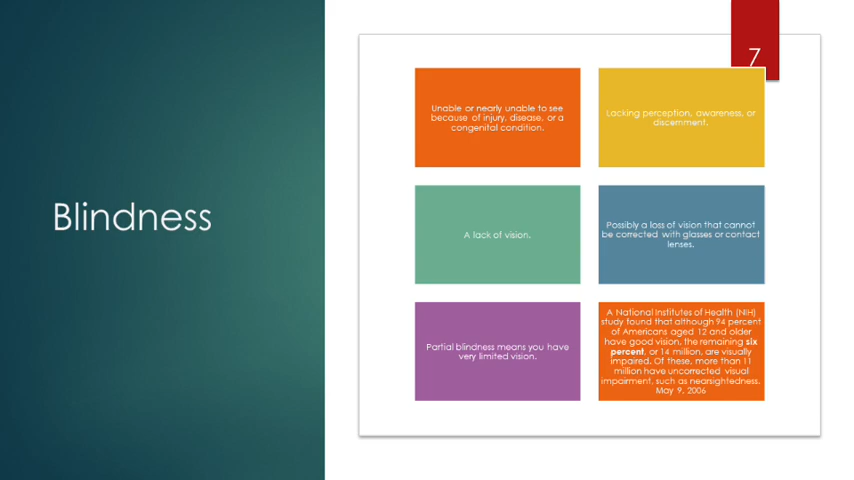 7
Blindness
Unable or nearly unable to see
because of injury, disease, or a
congenital condition.
Lacking perception, awareness, or
discernment.
A lack of vision.
Possibly a loss of vision that cannot
be corrected with glasses or contact
lenses.
Partial blindness means you have
very limited vision.
A National Institutes of Health (NIH)
study found that although 94 percent
of Americans aged 12 and older
have good vision, the remaining six
percent, or 14 million, are visually
impaired. Of these, more than 11
million have uncorrected visual
impairment, such as nearsightedness.
May 9, 2006